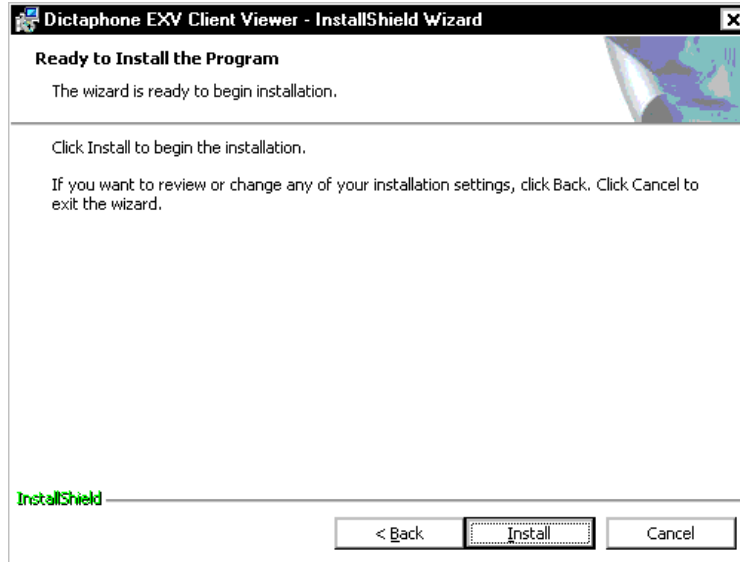 Dictaphone EXV Client Viewer - InstallShield Wizard
Ready to Install the Program
The wizard is ready to begin installation.
Click Install to begin the installation.
If you want to review or change any of your installation settings, click Back. Click Cancel to
exit the wizard.
InstallShield
< Back Install Cancel